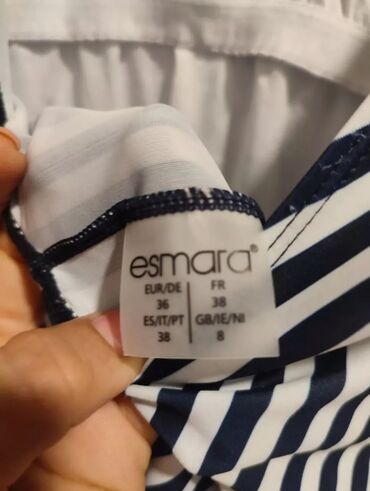 esmara®
EUR/DE FR
36 38
ES/IT/PT GB/IE/NI
38 8